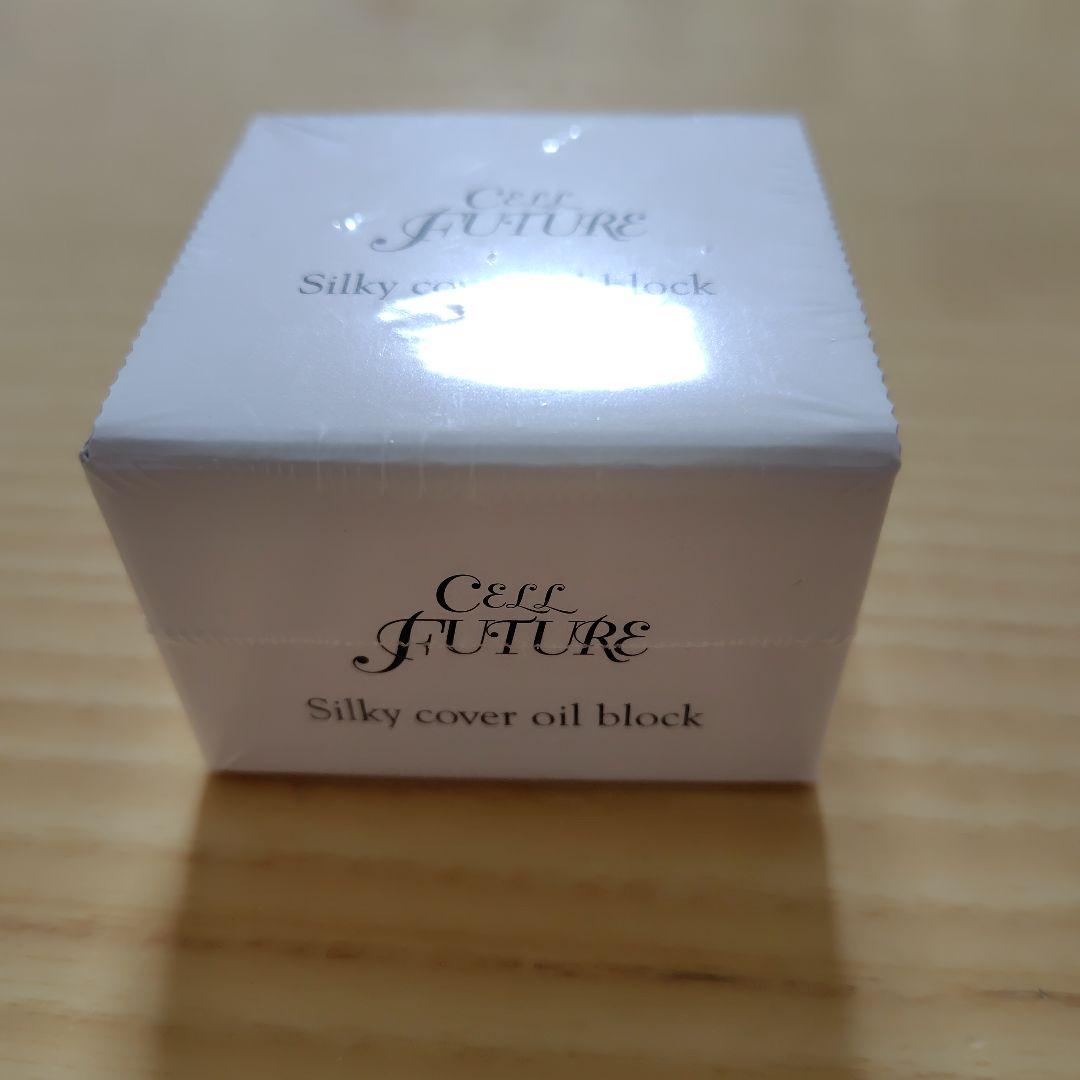 CELL
FUTURE
Silky block
CELL
FUTURE
Silky cover oil block